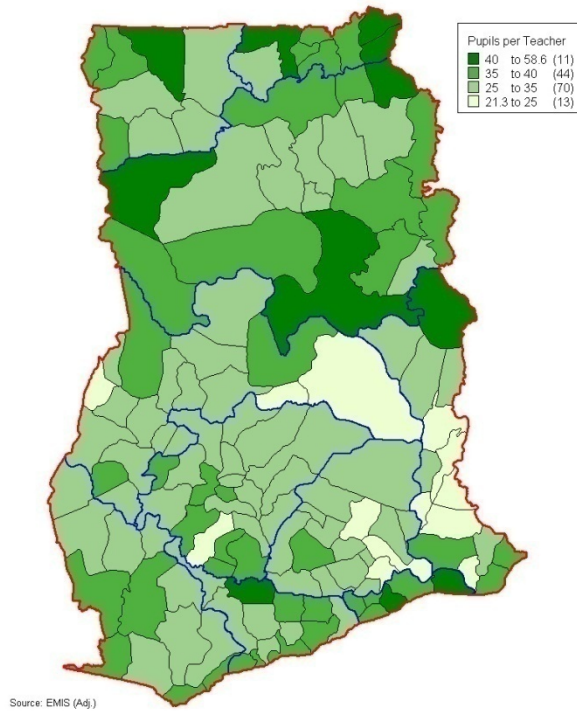 Pupils per Teacher
40 to 58.6 (11)
35 to 40 (44)
25 to 35 (70)
21.3 to 25 (13)
Source: EMIS (Adj.)